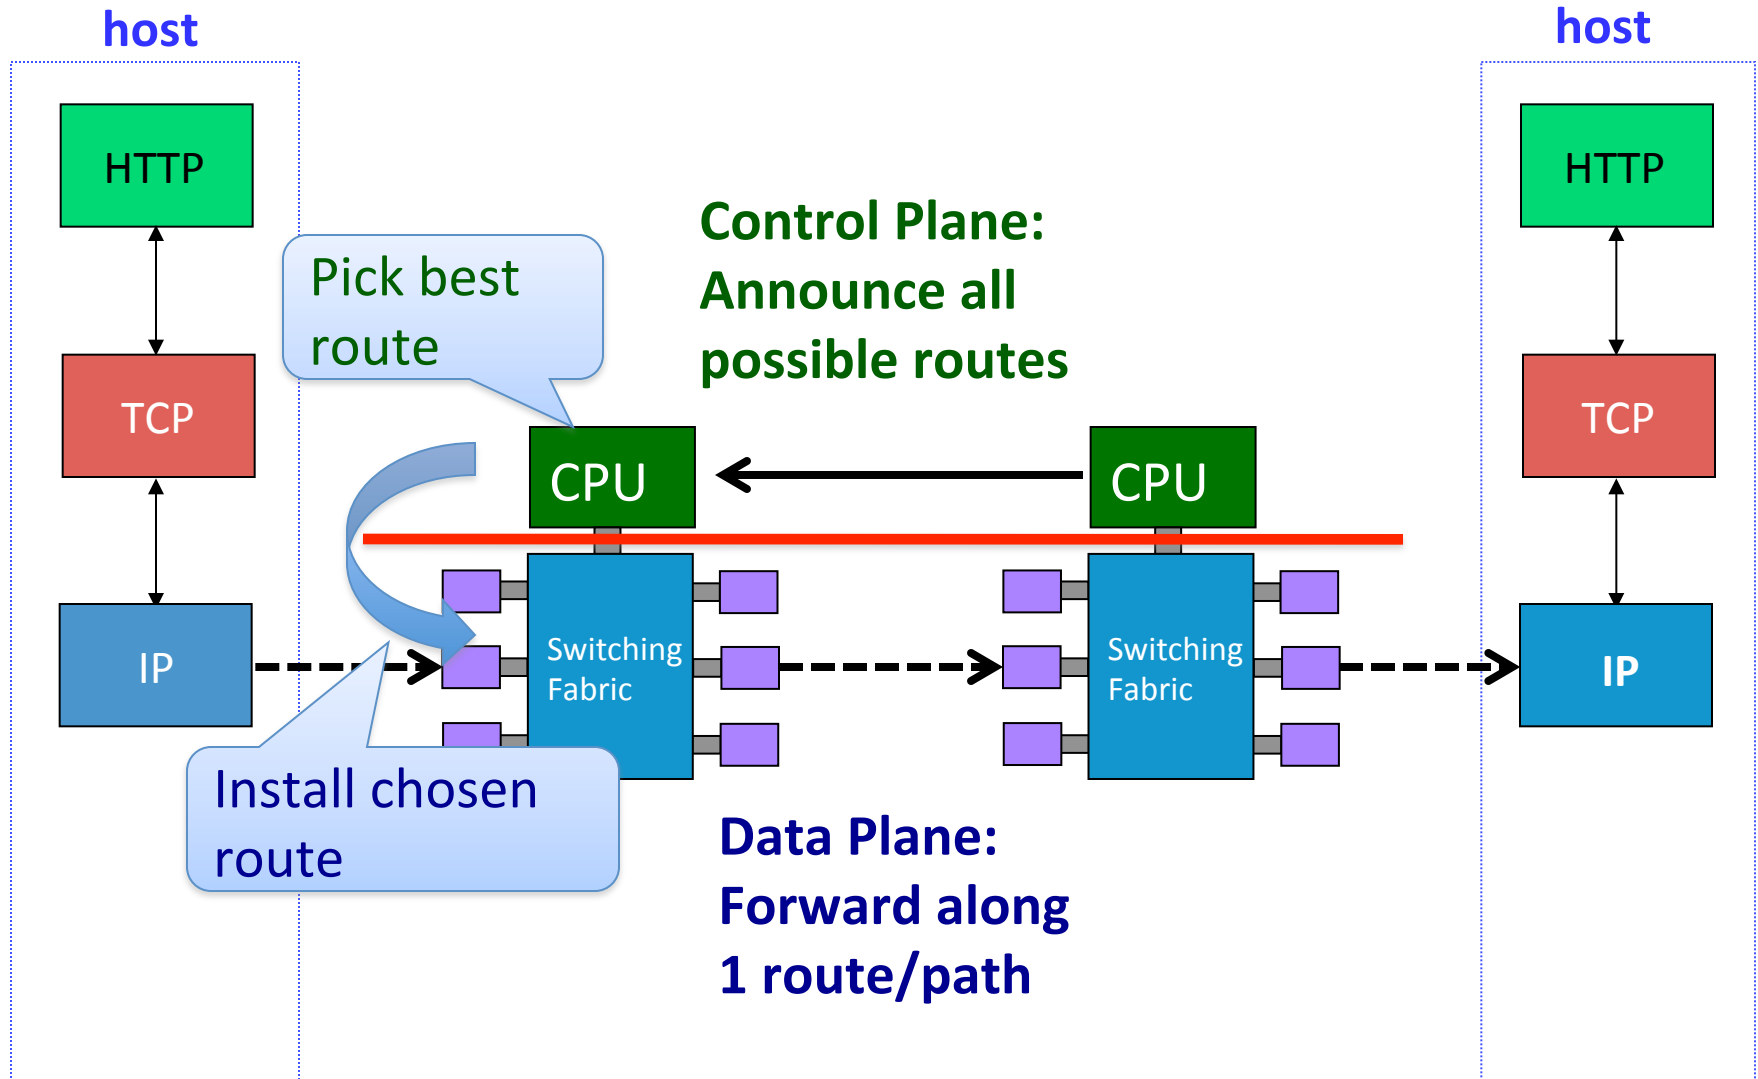 host
host
HTTP
HTTP
Pick best
route
Control Plane:
Announce all
possible routes
TCP
TCP
CPU
CPU
IP
Switching
Fabric
Switching
Fabric
IP
Install chosen
route
Data Plane:
Forward along
1 route/path